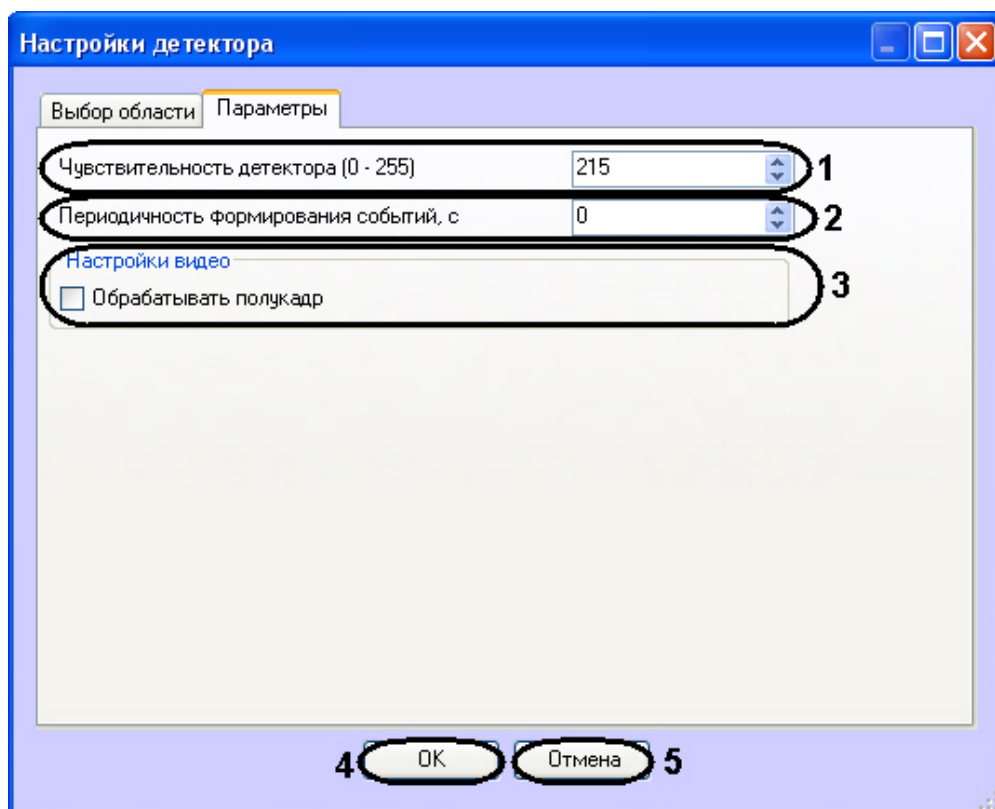 Настройки детектора
Выбор области Параметры
Чувствительность детектора (0 - 255) 215 1
Периодичность формирования событий, с 0 2
Настройки видео
Обрабатывать полукадр 3
4 OK Отмена 5